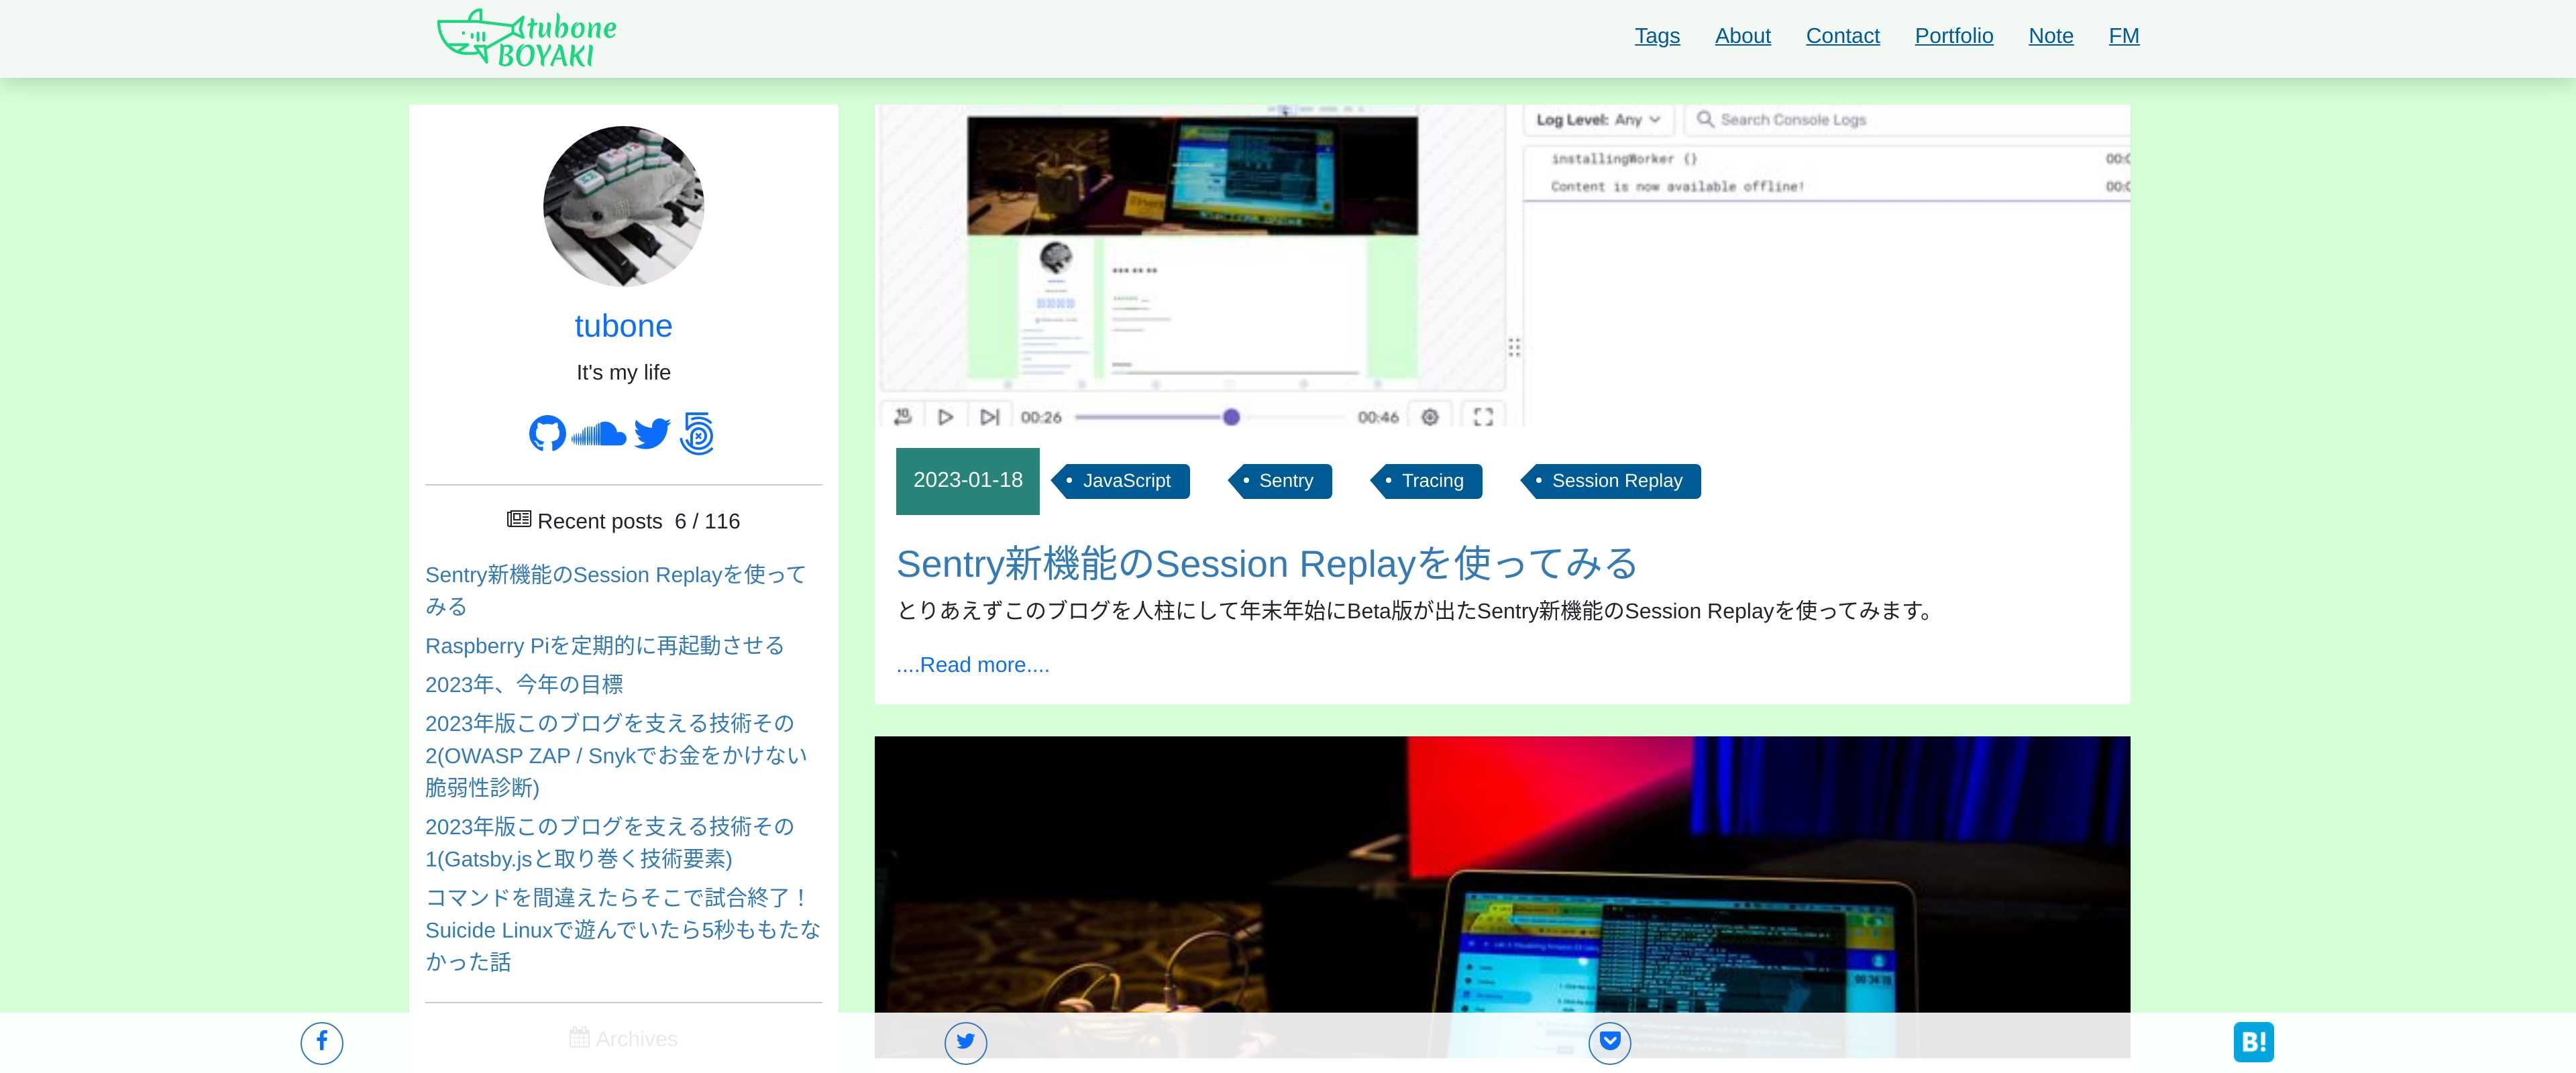 tubone
BOYAKI
Tags About Contact Portfolio Note FM
tubone
It's my life
Recent posts 6 / 116
Sentry新機能のSession Replayを使って
みる
Raspberry Piを定期的に再起動させる
2023年、今年の目標
2023年版このブログを支える技術その
2(OWASP ZAP / Snykでお金をかけない
脆弱性診断)
2023年版このブログを支える技術その
1(Gatsby.jsと取り巻く技術要素)
コマンドを間違えたらそこで試合終了！
Suicide Linuxで遊んでいたら5秒ももたな
かった話
Archives
Log Level: Any
Search Console Logs
installingWorker {}
Content is now available offline!
10
00:26
00:46
2023-01-18
JavaScript
Sentry
Tracing
Session Replay
Sentry新機能のSession Replayを使ってみる
とりあえずこのブログを人柱にして年末年始にBeta版が出たSentry新機能のSession Replayを使ってみます。
....Read more....
B!